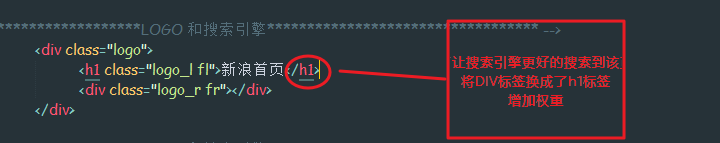 ******************LOGO 和搜索引擎********************************** -->
<div class="logo">
<h1 class="logo_l fl">新浪首页</h1>
<div class="logo_r fr"></div>
</div>
让搜索引擎更好的搜索到该
将DIV标签换成了h1标签
增加权重